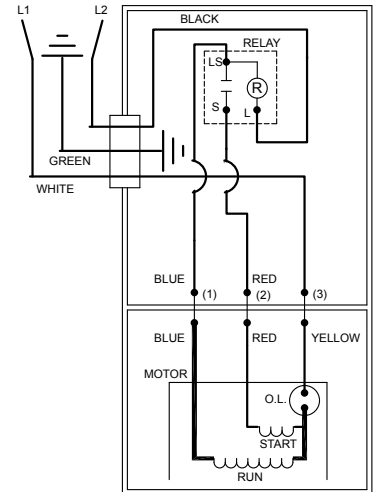 L1
L2
BLACK
RELAY
LS
R
S
L
GREEN
WHITE
BLUE
RED
(1)
(2)
(3)
BLUE
RED
YELLOW
MOTOR
O.L.
START
RUN